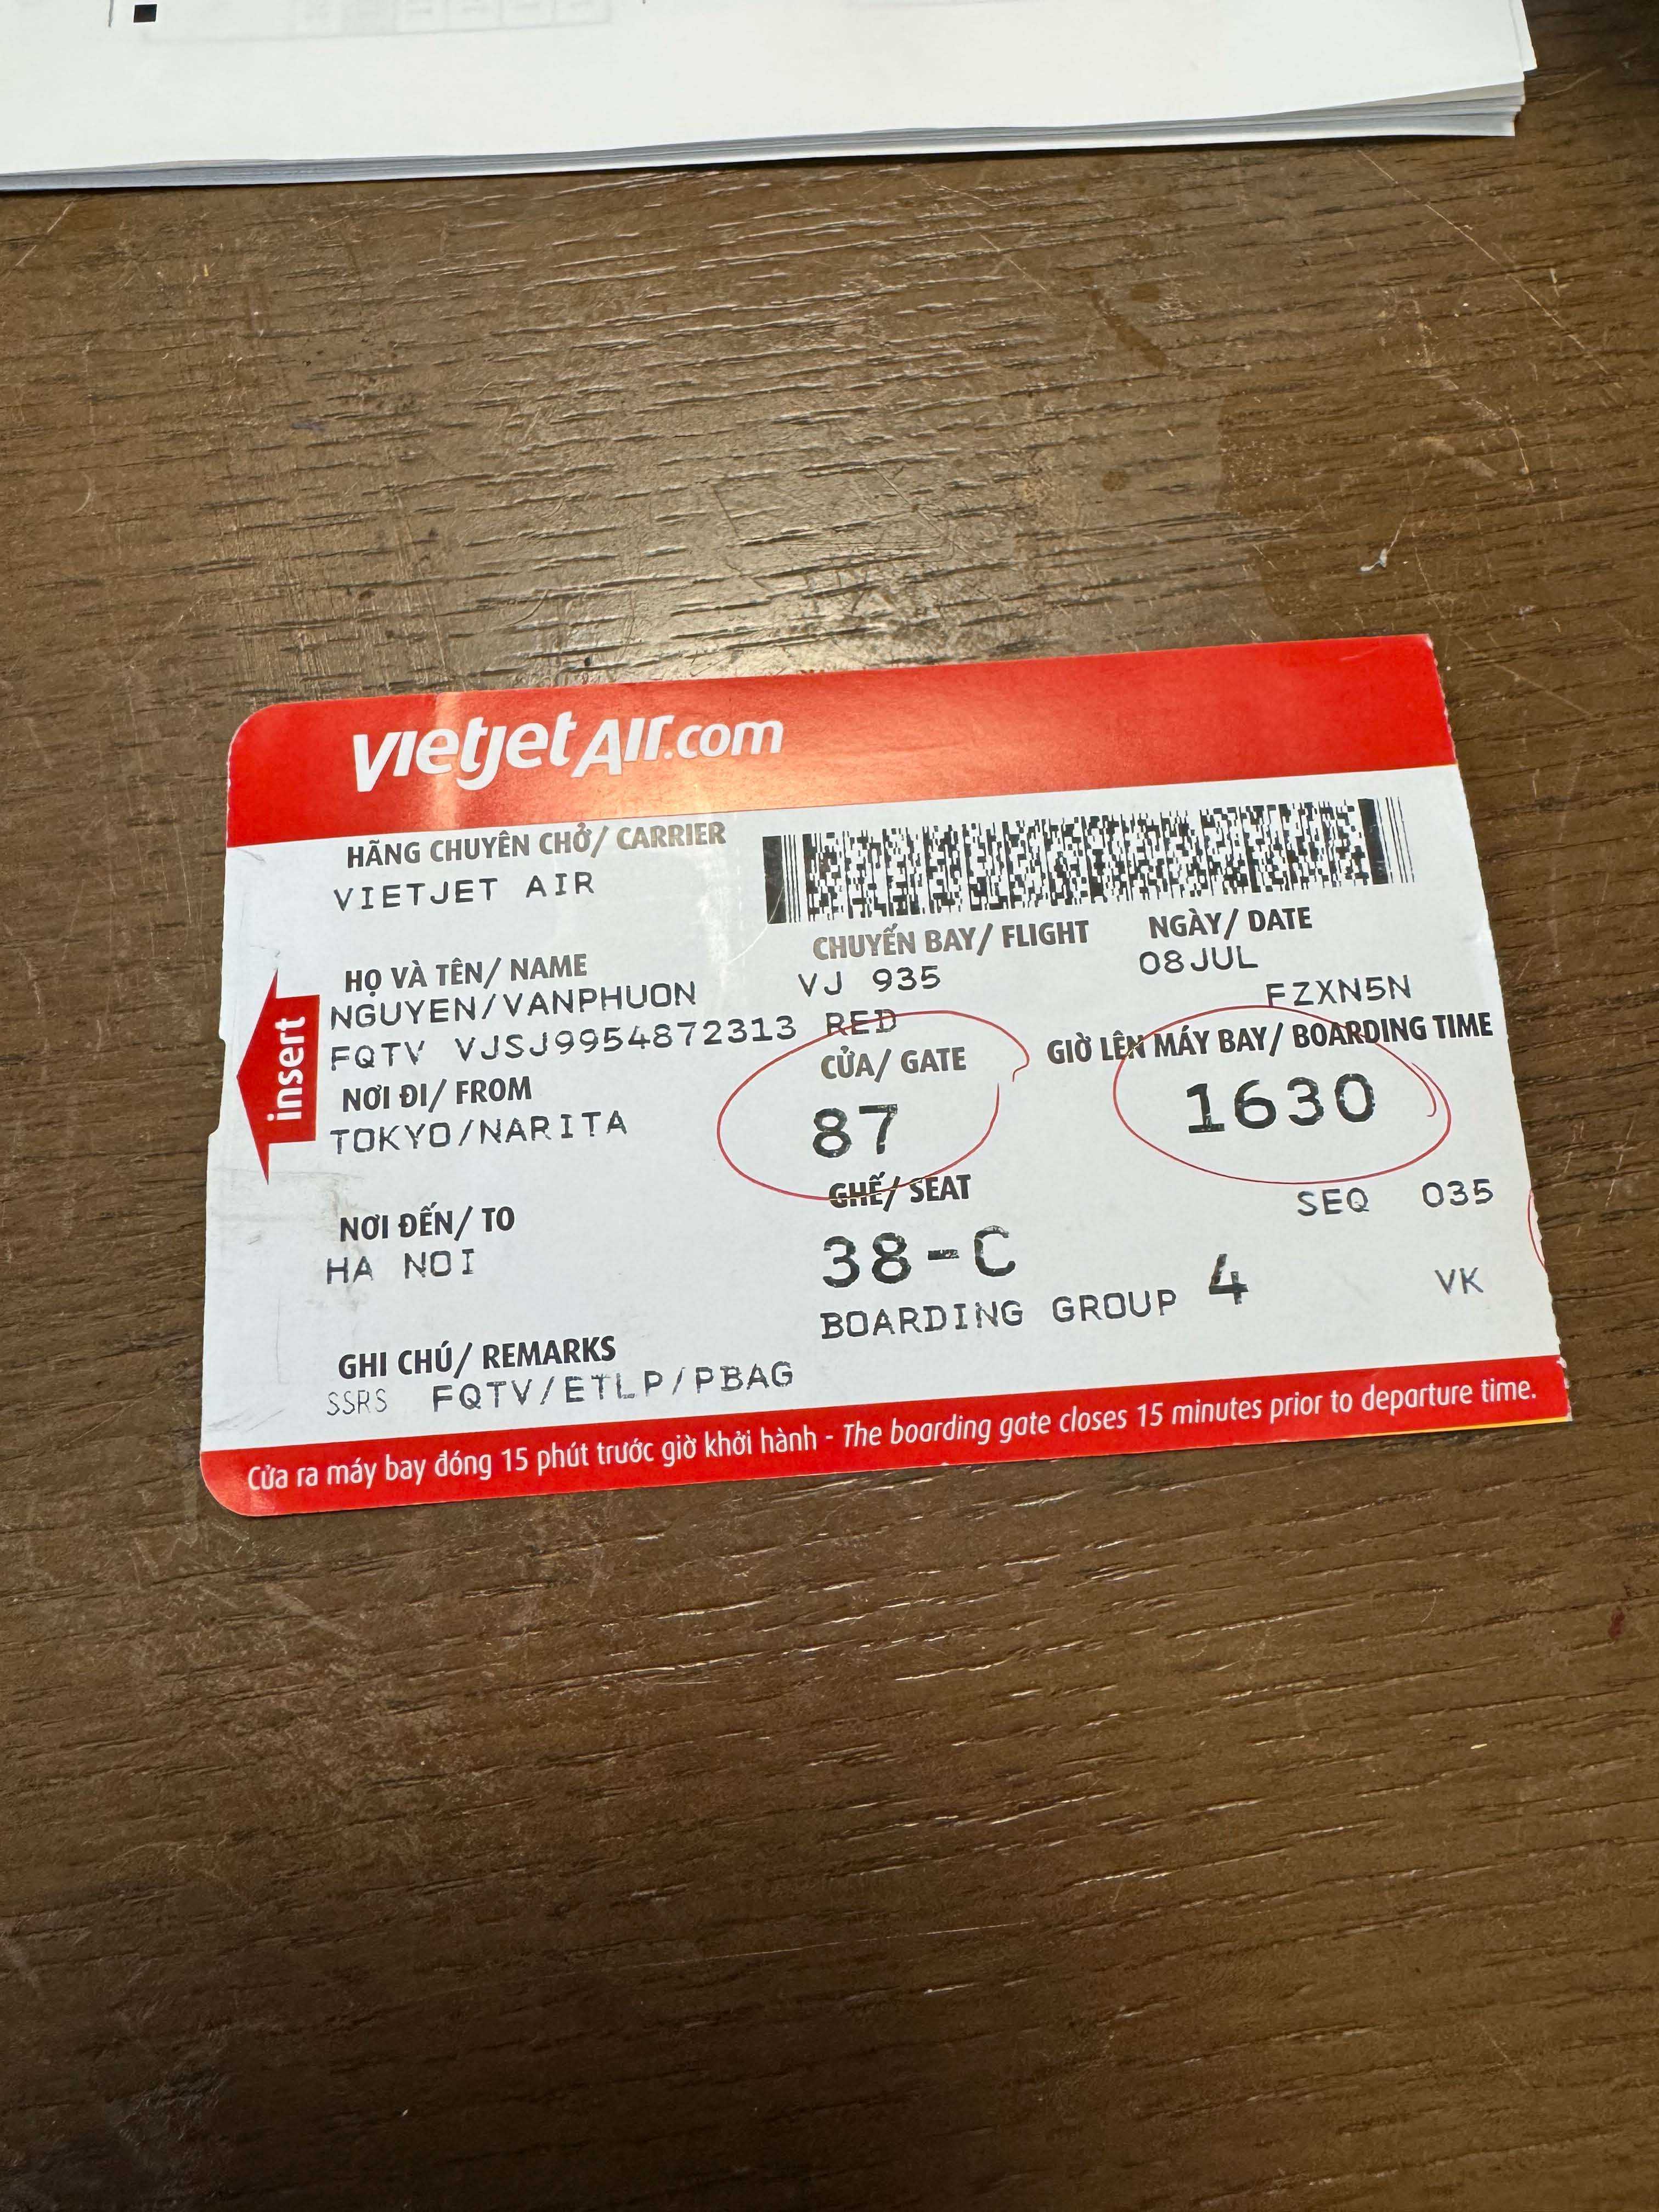 vietjetAir.com
HÃNG CHUYÊN CHỞ/ CARRIER
VIETJET AIR
CHUYẾN BAY/ FLIGHT NGÀY/ DATE
VJ 935 08JUL
HỌ VÀ TÊN/ NAME
NGUYEN/VANPHUON FZXN5N
FQTV VJSJ9954872313 RED
CỬA/ GATE GIỜ LÊN MÁY BAY/ BOARDING TIME
87 1630
insert
NƠI ĐI/ FROM
TOKYO/NARITA
GHẾ/ SEAT SEQ 035
38-C
NƠI ĐẾN/ TO
HA NOI
BOARDING GROUP 4 VK
GHI CHÚ/ REMARKS
SSRS FQTV/ETLP/PBAG
Cửa ra máy bay đóng 15 phút trước giờ khởi hành - The boarding gate closes 15 minutes prior to departure time.